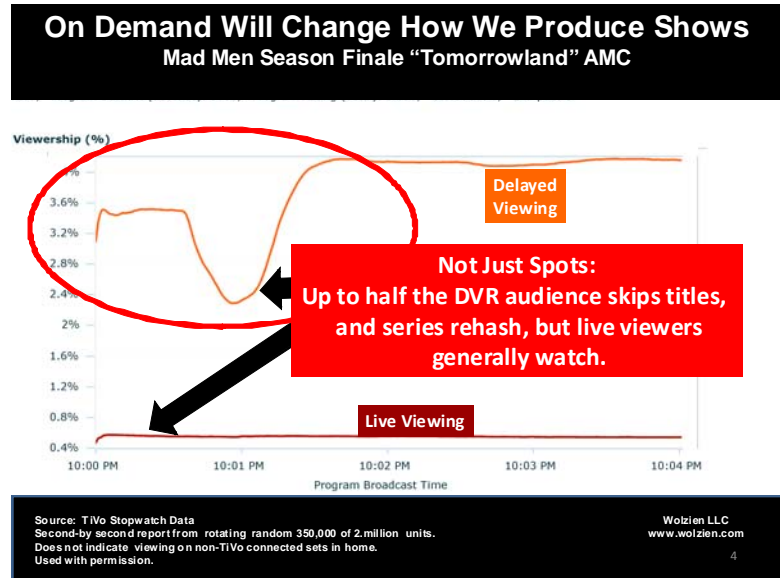 On Demand Will Change How We Produce Shows
Mad Men Season Finale “Tomorrowland” AMC
Viewership (%)
3.6%
3.2%
2.8%
2.4%
2%
1.6%
1.2%
0.8%
0.4%
Delayed
Viewing
Not Just Spots:
Up to half the DVR audience skips titles,
and series rehash, but live viewers
generally watch.
Live Viewing
10:00 PM 10:01 PM 10:02 PM 10:03 PM 10:04 PM
Program Broadcast Time
Source: TiVo Stopwatch Data
Second-by second report from rotating random 350,000 of 2.million units.
Does not indicate viewing on non-TiVo connected sets in home.
Used with permission.
Wolzien LLC
www.wolzien.com
4